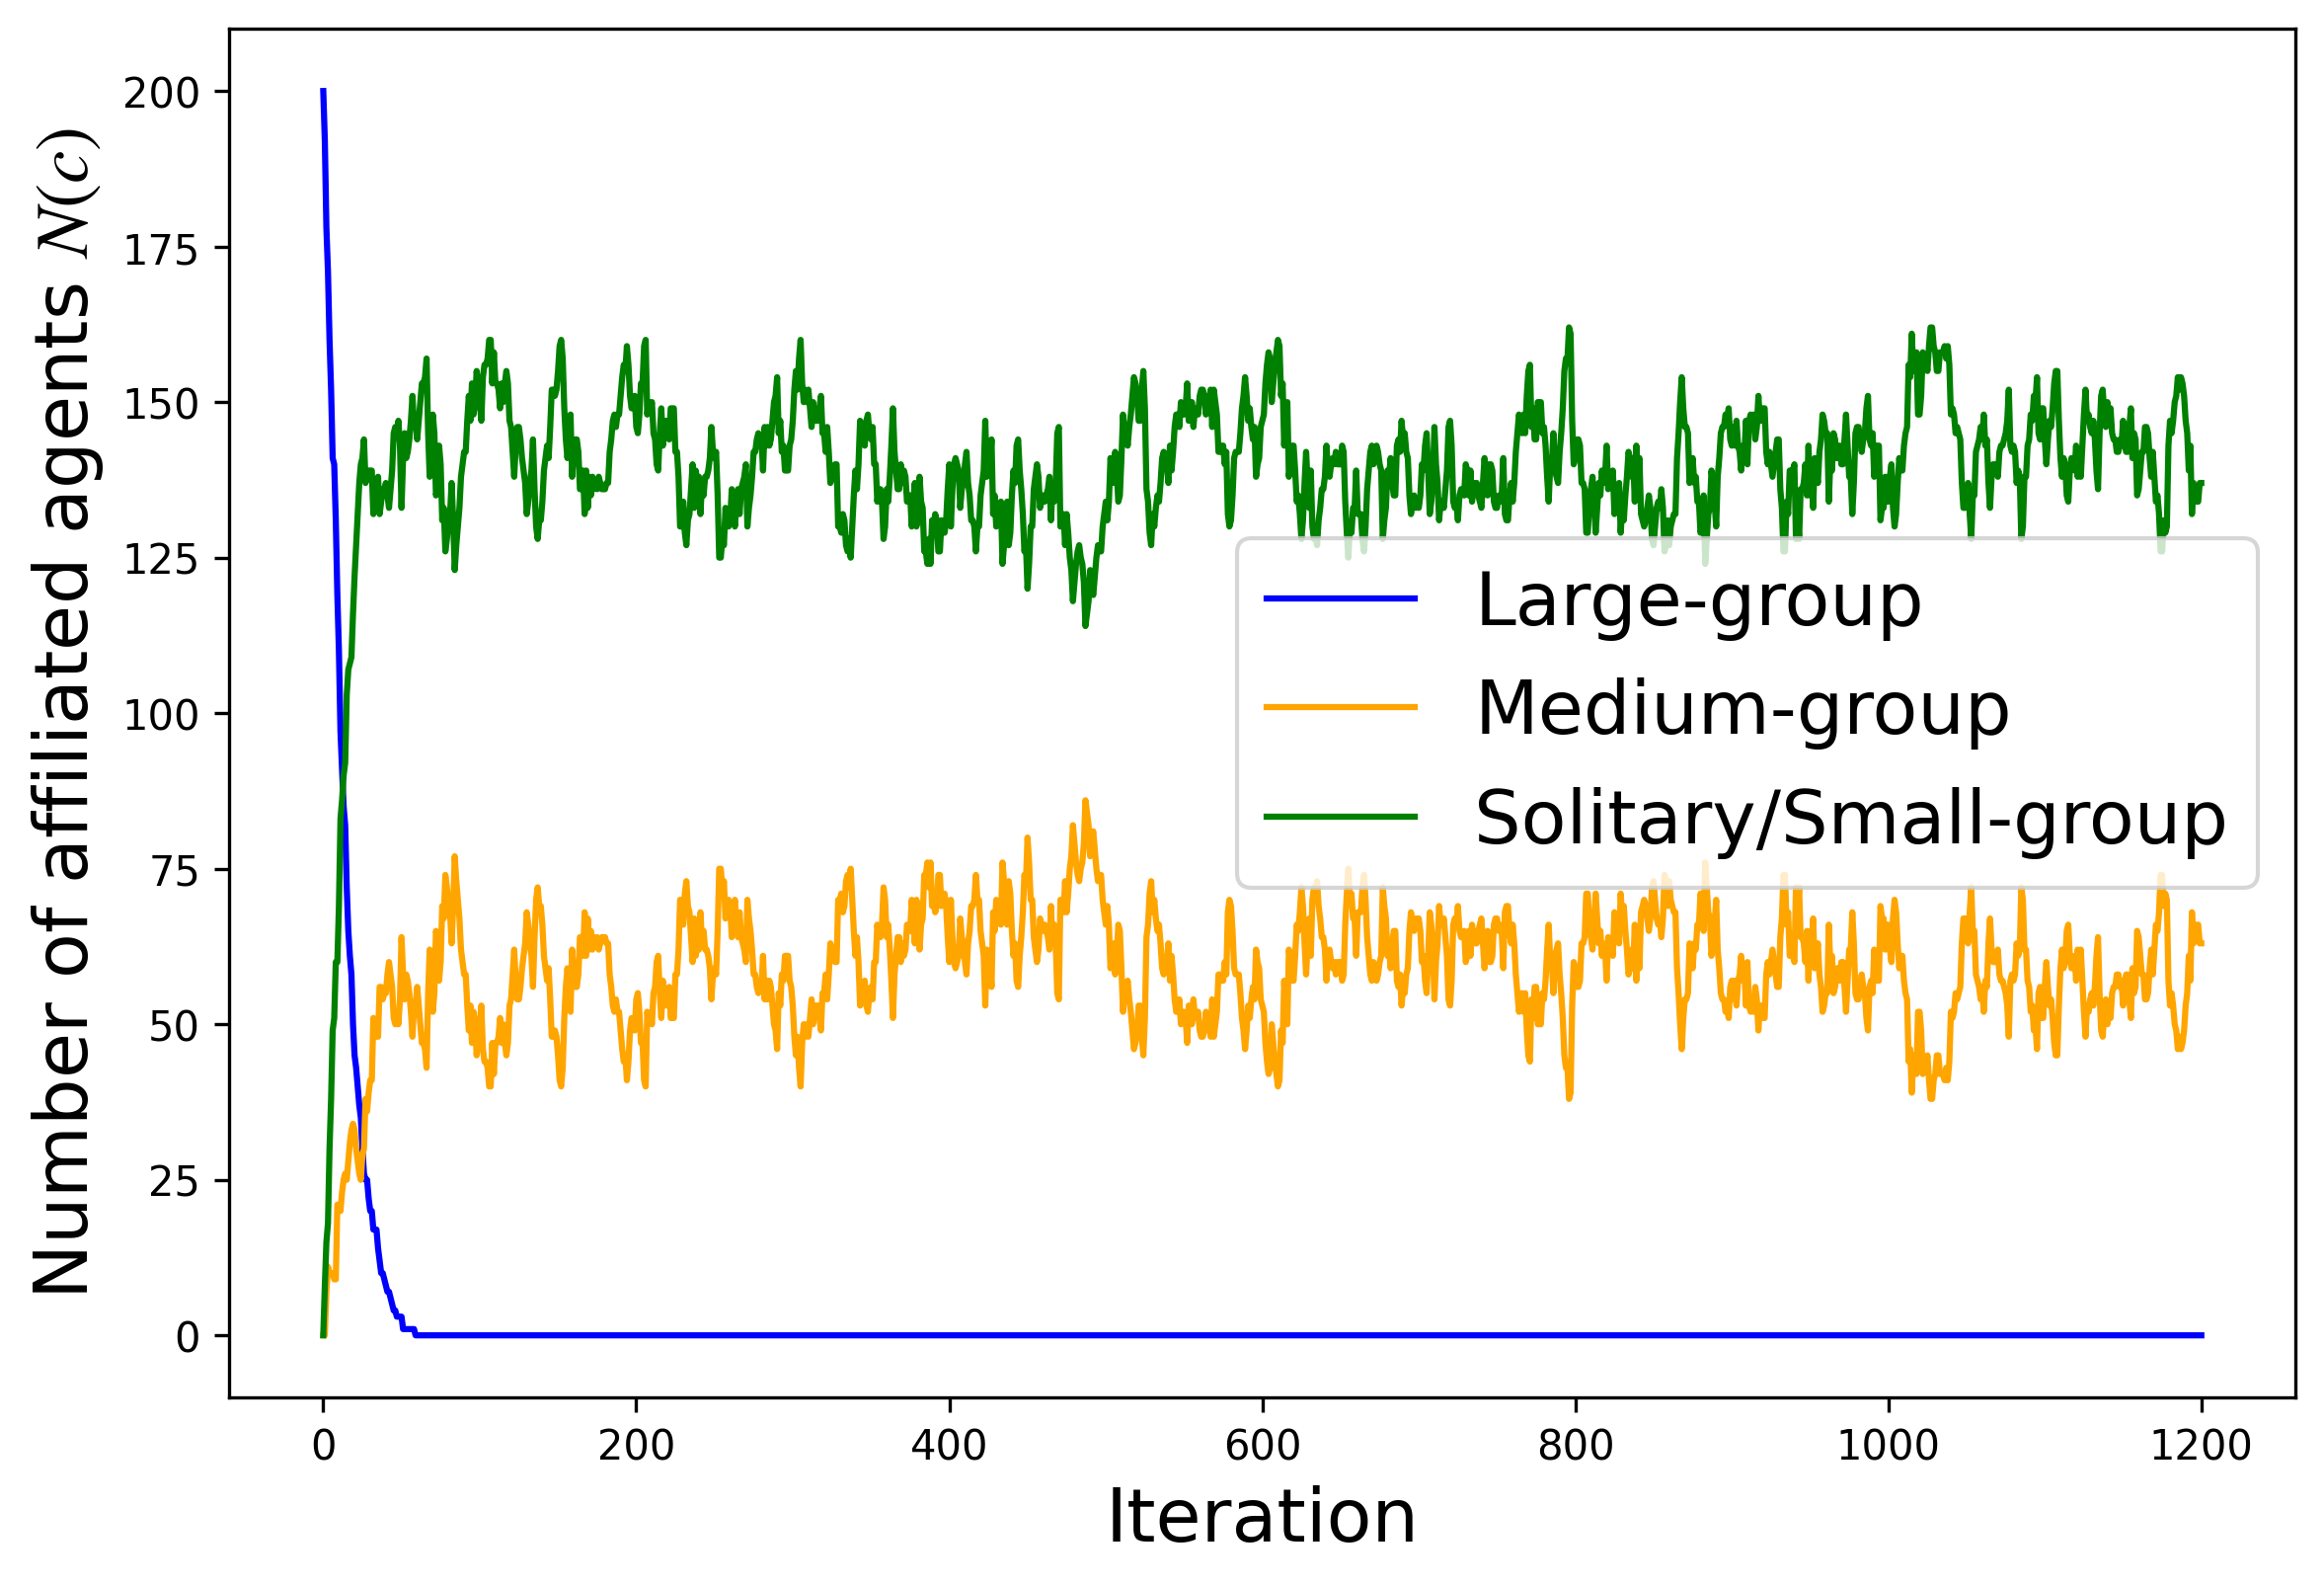 Number of affiliated agents N(c)
200
175
150
125
100
75
50
25
0
Large-group
Medium-group
Solitary/Small-group
0 200 400 600 800 1000 1200
Iteration